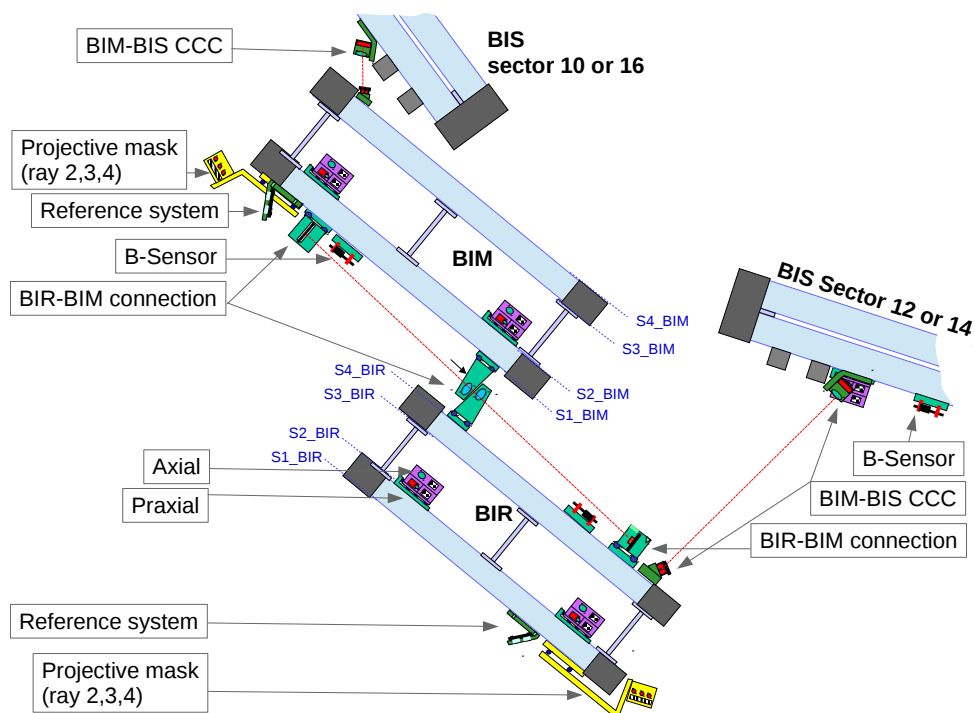 BIM-BIS CCC
BIS
sector 10 or 16
Projective mask
(ray 2,3,4)
Reference system
B-Sensor
BIR-BIM connection
BIM
BIS Sector 12 or 14
S4_BIM
S3_BIM
S2_BIM
S1_BIM
S4_BIR
S3_BIR
S2_BIR
S1_BIR
Axial
Praxial
BIR
B-Sensor
BIM-BIS CCC
BIR-BIM connection
Reference system
Projective mask
(ray 2,3,4)